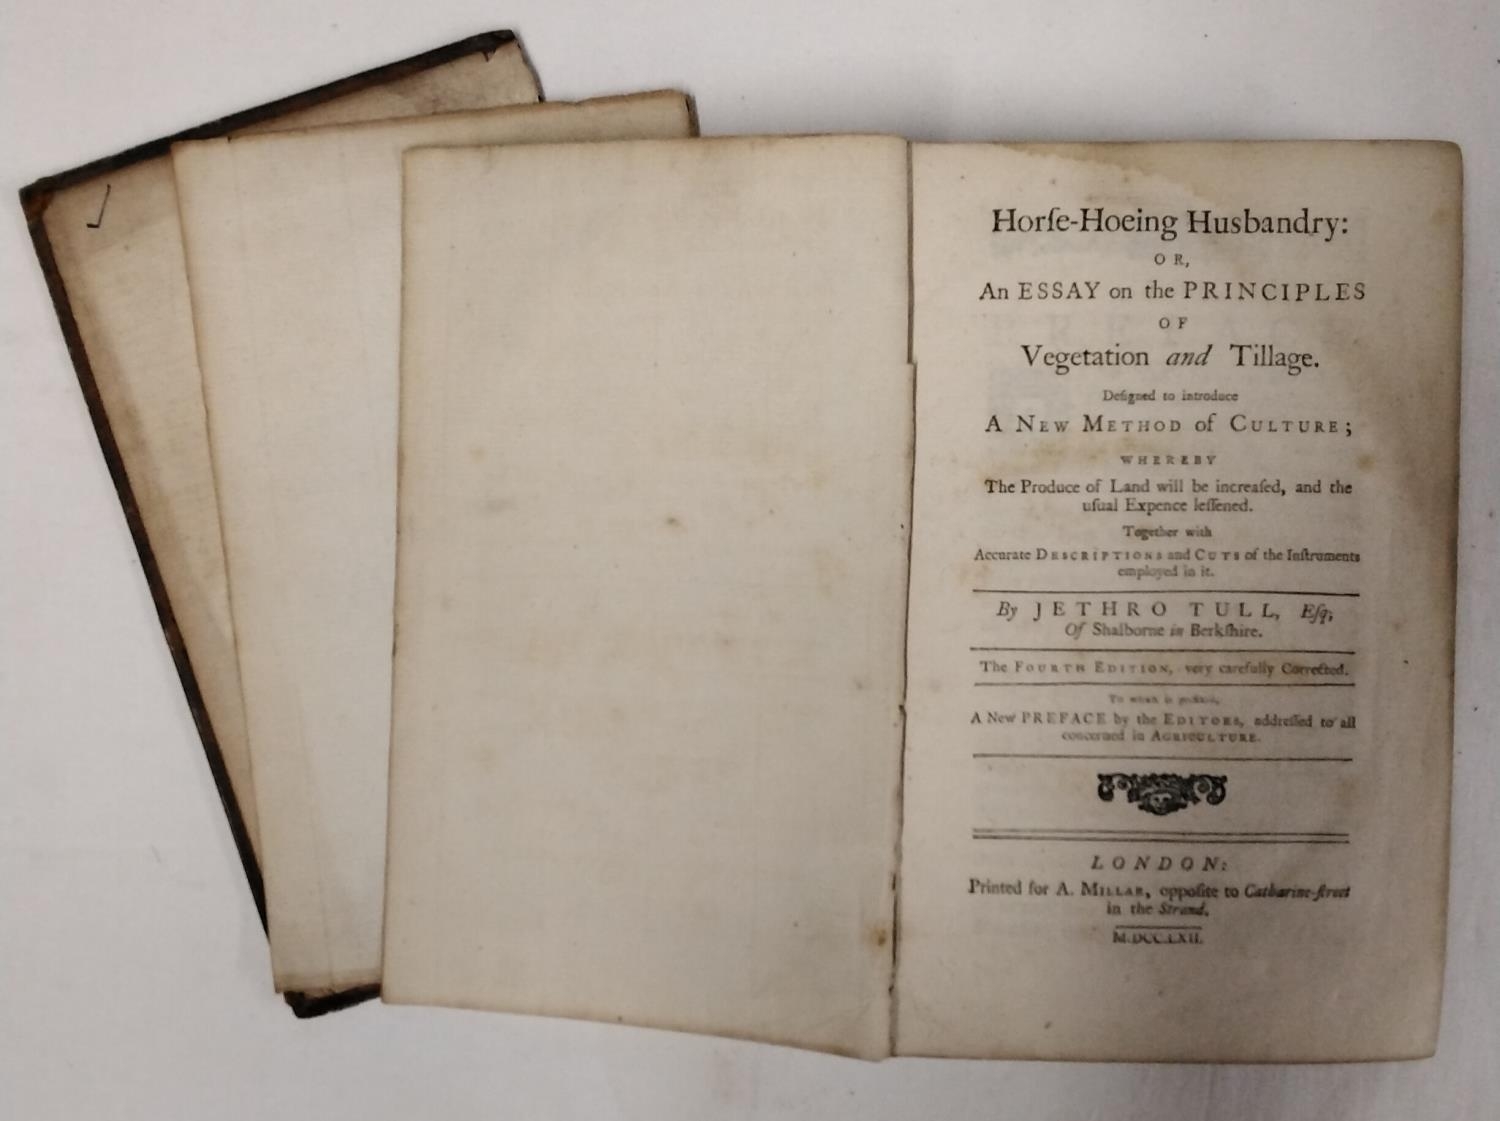 Horſe-Hoeing Husbandry:
OR,
An ESSAY on the PRINCIPLES
OF
Vegetation and Tillage.
Deſigned to introduce
A NEW METHOD of CULTURE;
WHEREBY
The Produce of Land will be increaſed, and the
uſual Expence leſſened.
Together with
Accurate DESCRIPTIONS and CUTS of the Inſtruments
employed in it.
By JETHRO TULL, Eſq;
Of Shalborne in Berkſhire.
The FOURTH EDITION, very carefully Corrected.
To which is prefixed,
A New PREFACE by the EDITORS, addreſſed to all
concerned in AGRICULTURE.
LONDON:
Printed for A. MILLAR, oppoſite to Catharine-ſtreet
in the Strand.
M.DCC.LXII.